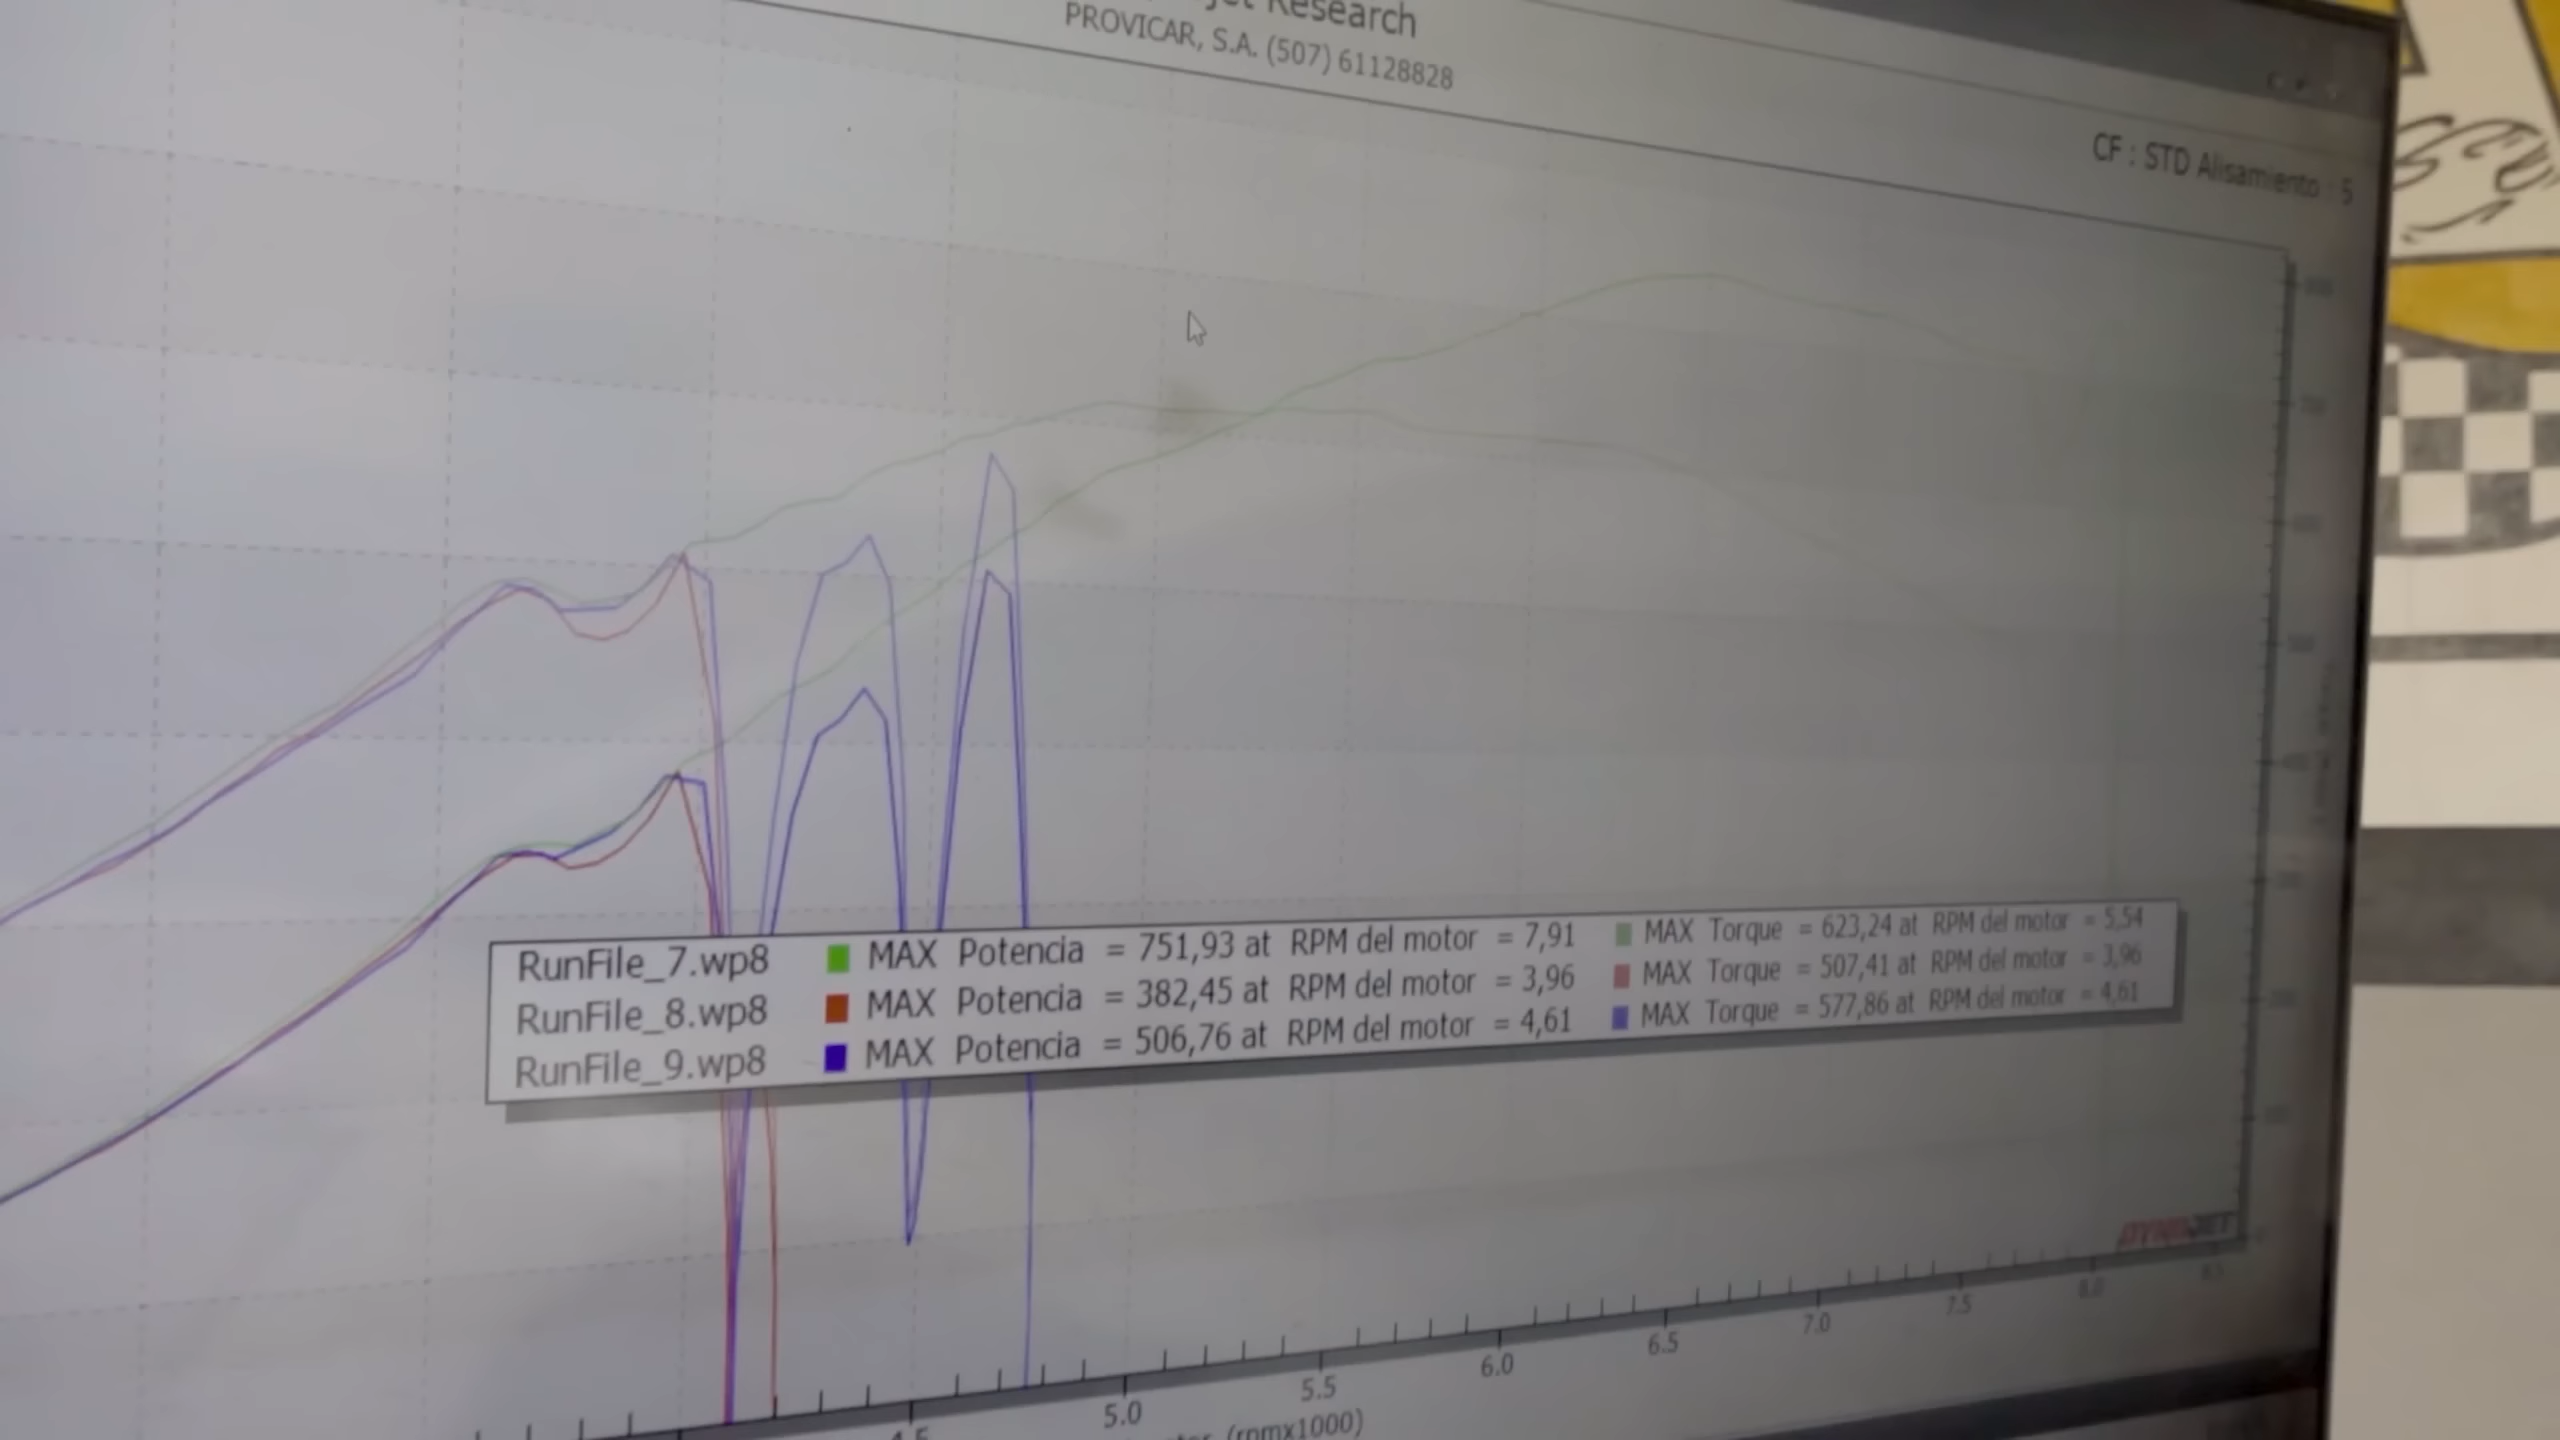 Research
PROVICAR, S.A. (507) 61128828
CF : STD Alisamiento : 5
RunFile_7.wp8 MAX Potencia = 751,93 at RPM del motor = 7,91 MAX Torque = 623,24 at RPM del motor = 5,54
RunFile_8.wp8 MAX Potencia = 382,45 at RPM del motor = 3,96 MAX Torque = 507,41 at RPM del motor = 3,96
RunFile_9.wp8 MAX Potencia = 506,76 at RPM del motor = 4,61 MAX Torque = 577,86 at RPM del motor = 4,61
DYNOJET
5.0 5.5 6.0 6.5 7.0 7.5 8.0
(rpmx1000)